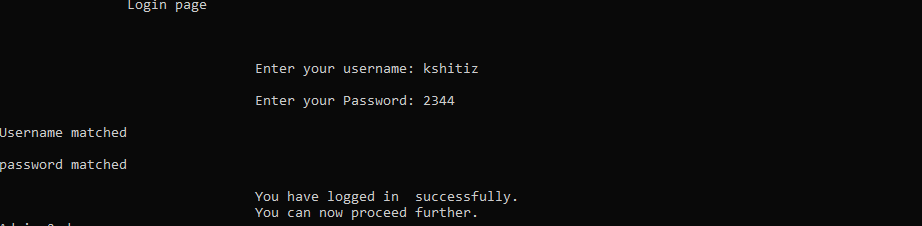 Login page
Enter your username: kshitiz
Enter your Password: 2344
Username matched
password matched
You have logged in  successfully.
You can now proceed further.